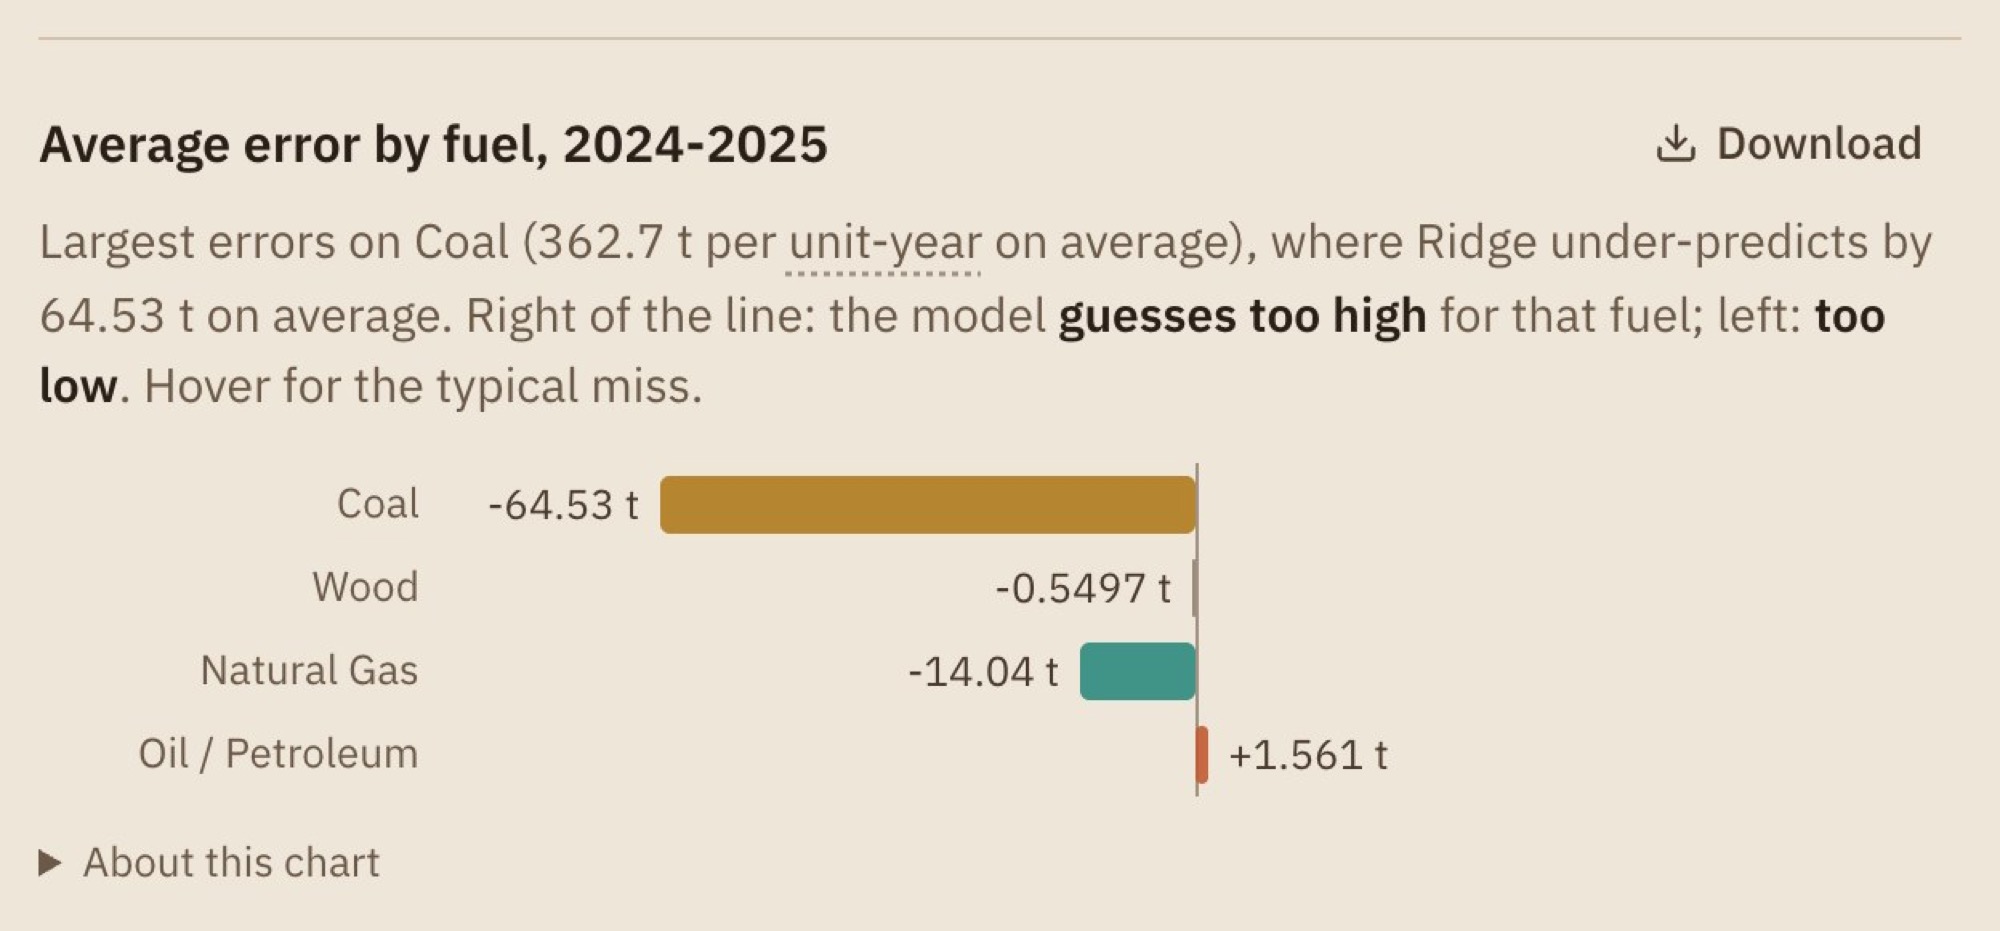 Average error by fuel, 2024-2025
Download
Largest errors on Coal (362.7 t per unit-year on average), where Ridge under-predicts by
64.53 t on average. Right of the line: the model guesses too high for that fuel; left: too
low. Hover for the typical miss.
Coal -64.53 t
Wood -0.5497 t
Natural Gas -14.04 t
Oil / Petroleum +1.561 t
About this chart